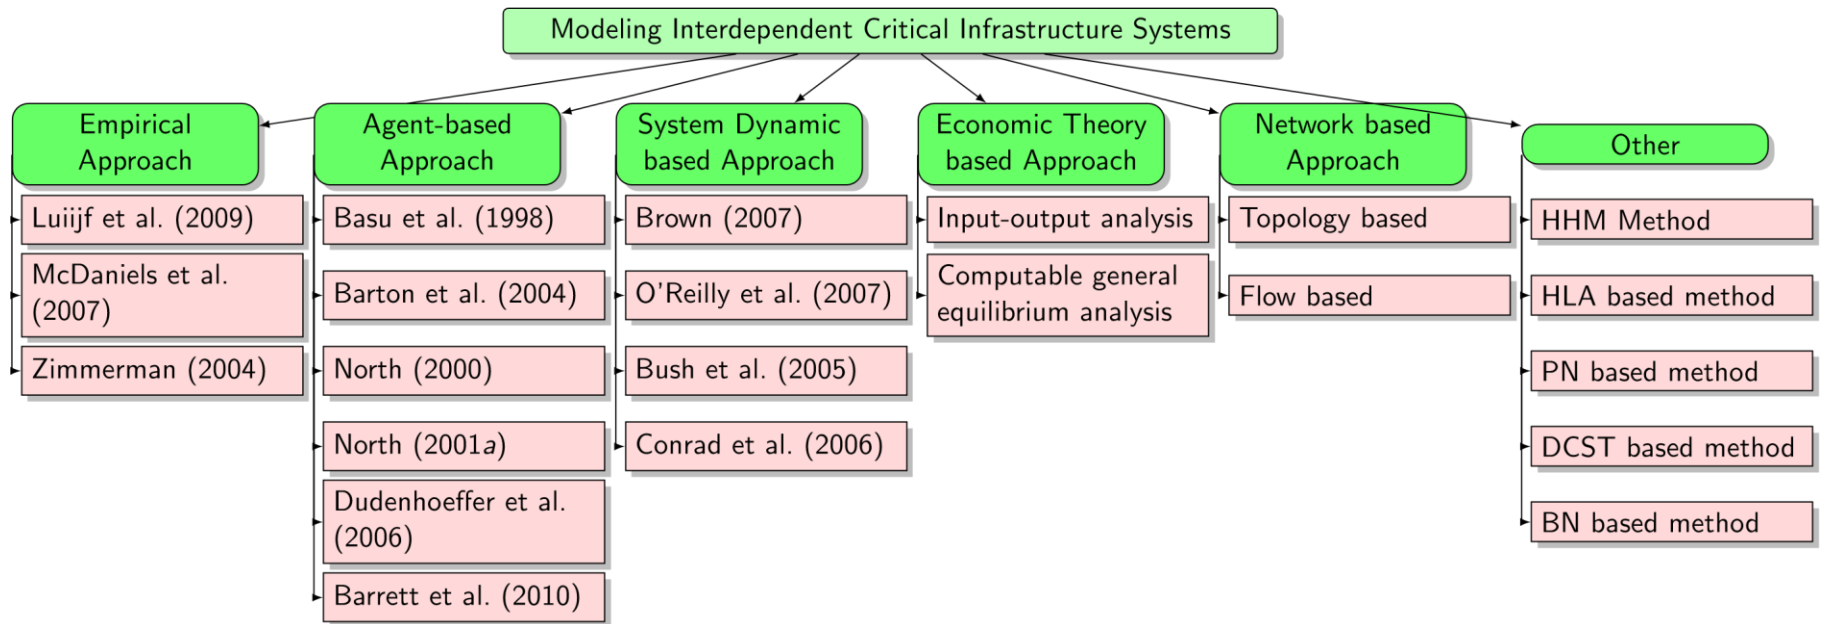 Modeling Interdependent Critical Infrastructure Systems
Empirical
Approach
Luiijf et al. (2009)
McDaniels et al.
(2007)
Zimmerman (2004)
Agent-based
Approach
Basu et al. (1998)
Barton et al. (2004)
North (2000)
North (2001a)
Dudenhoeffer et al.
(2006)
Barrett et al. (2010)
System Dynamic
based Approach
Brown (2007)
O'Reilly et al. (2007)
Bush et al. (2005)
Conrad et al. (2006)
Economic Theory
based Approach
Input-output analysis
Computable general
equilibrium analysis
Network based
Approach
Topology based
Flow based
Other
HHM Method
HLA based method
PN based method
DCST based method
BN based method